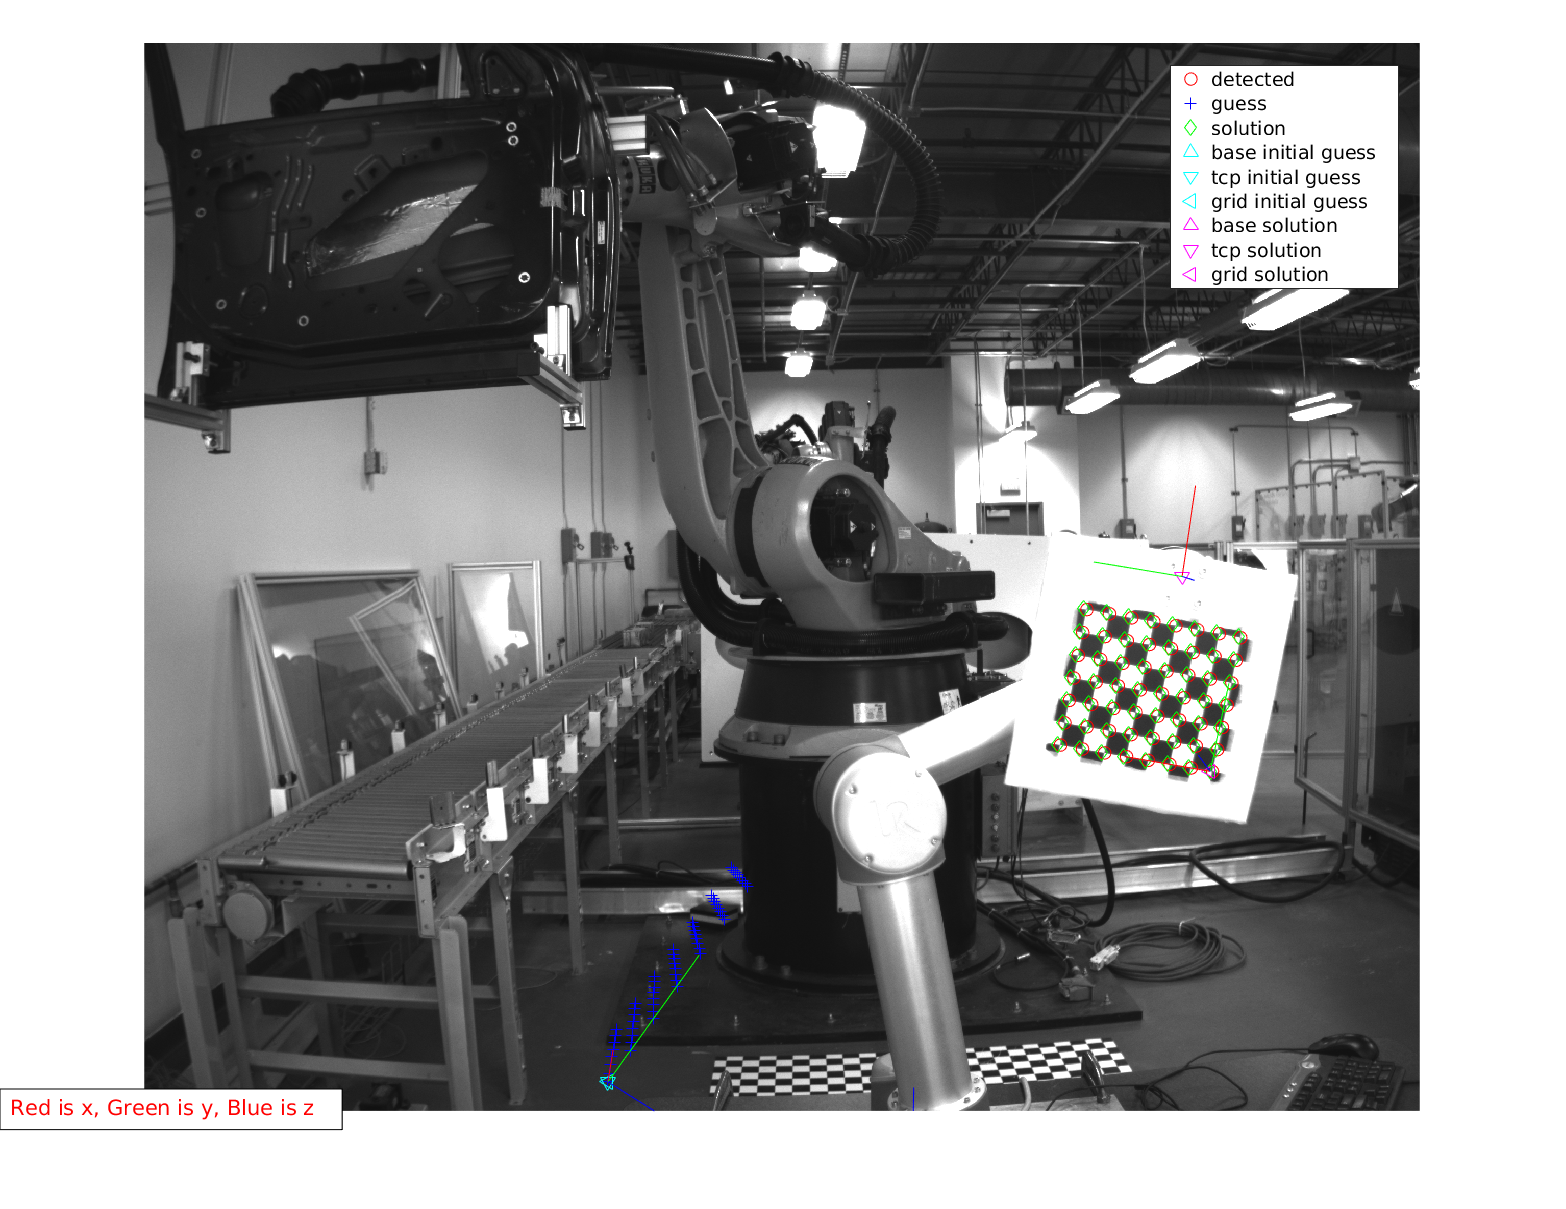 detected
guess
solution
base initial guess
tcp initial guess
grid initial guess
base solution
tcp solution
grid solution
Red is x, Green is y, Blue is z